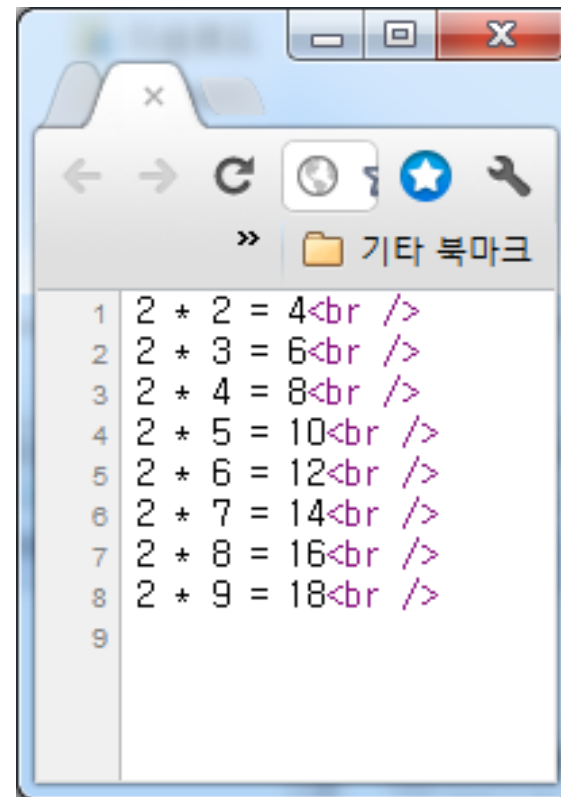 » 기타 북마크
1 2 * 2 = 4<br />
2 2 * 3 = 6<br />
3 2 * 4 = 8<br />
4 2 * 5 = 10<br />
5 2 * 6 = 12<br />
6 2 * 7 = 14<br />
7 2 * 8 = 16<br />
8 2 * 9 = 18<br />
9